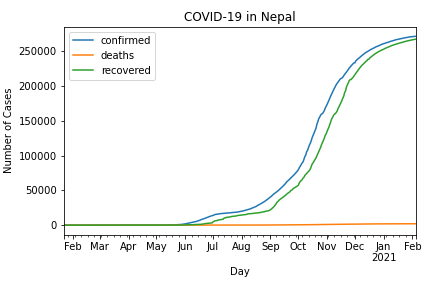 COVID-19 in Nepal
confirmed
deaths
recovered
Number of Cases
250000
200000
150000
100000
50000
0
Feb Mar Apr May Jun Jul Aug Sep Oct Nov Dec Jan Feb
2021
Day